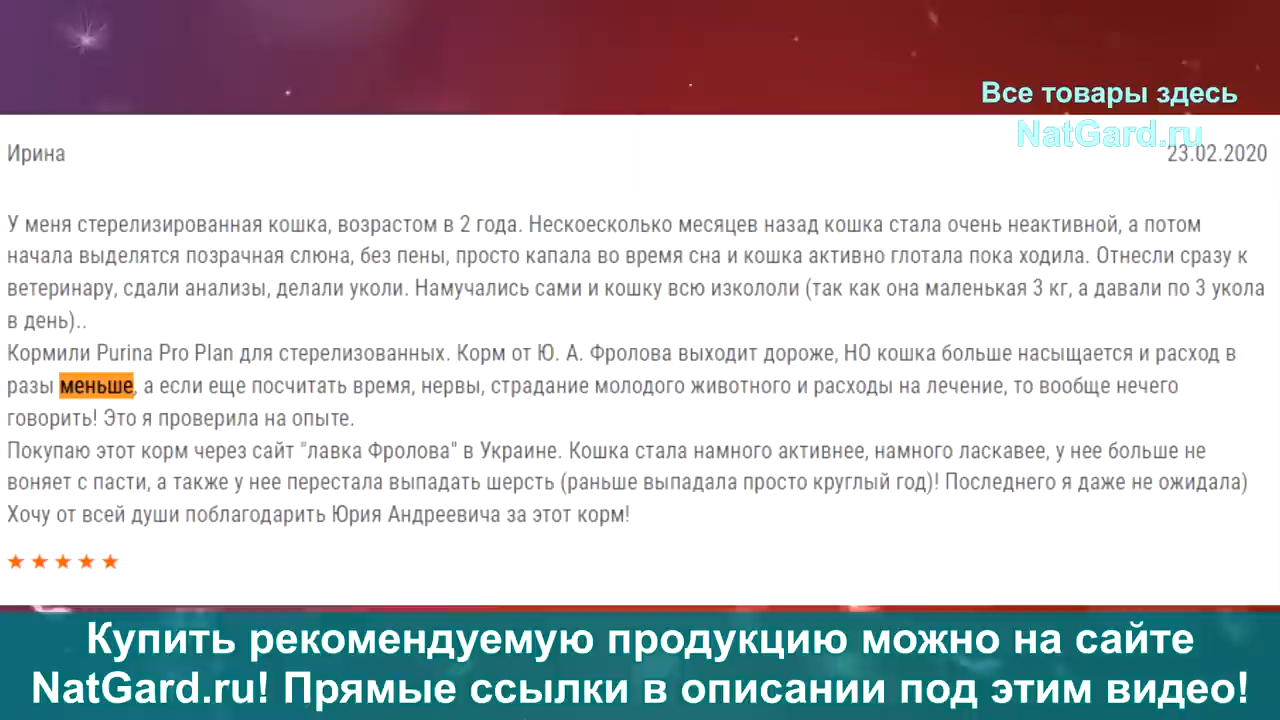 Все товары здесь
NatGard.ru
Ирина
23.02.2020
У меня стерелизированная кошка, возрастом в 2 года. Нескоесколько месяцев назад кошка стала очень неактивной, а потом
начала выделятся позрачная слюна, без пены, просто капала во время сна и кошка активно глотала пока ходила. Отнесли сразу к
ветеринару, сдали анализы, делали уколи. Намучались сами и кошку всю изкололи (так как она маленькая 3 кг, а давали по 3 укола
в день)..
Кормили Purina Pro Plan для стерелизованных. Корм от Ю. А. Фролова выходит дороже, НО кошка больше насыщается и расход в
разы меньше, а если еще посчитать время, нервы, страдание молодого животного и расходы на лечение, то вообще нечего
говорить! Это я проверила на опыте.
Покупаю этот корм через сайт "лавка Фролова" в Украине. Кошка стала намного активнее, намного ласкавее, у нее больше не
воняет с пасти, а также у нее перестала выпадать шерсть (раньше выпадала просто круглый год)! Последнего я даже не ожидала)
Хочу от всей души поблагодарить Юрия Андреевича за этот корм!
Купить рекомендуемую продукцию можно на сайте
NatGard.ru! Прямые ссылки в описании под этим видео!